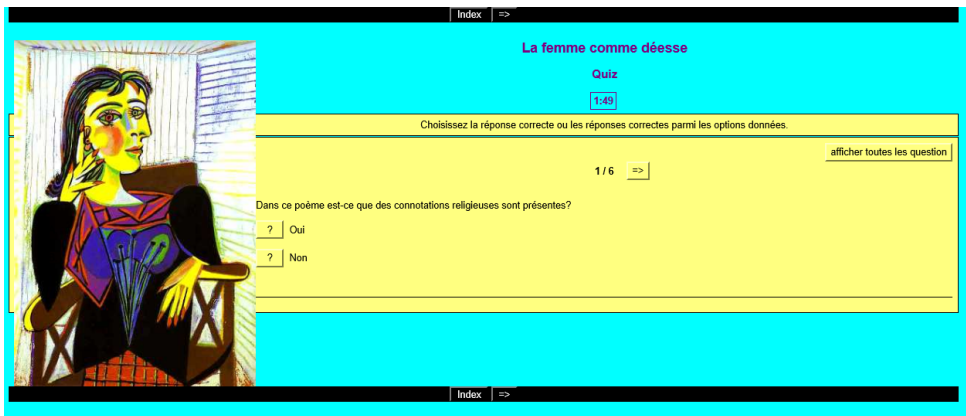 Index =>
La femme comme déesse
Quiz
1:49
Choisissez la réponse correcte ou les réponses correctes parmi les options données.
afficher toutes les question
1 / 6 =>
Dans ce poème est-ce que des connotations religieuses sont présentes?
? Oui
? Non
Index =>